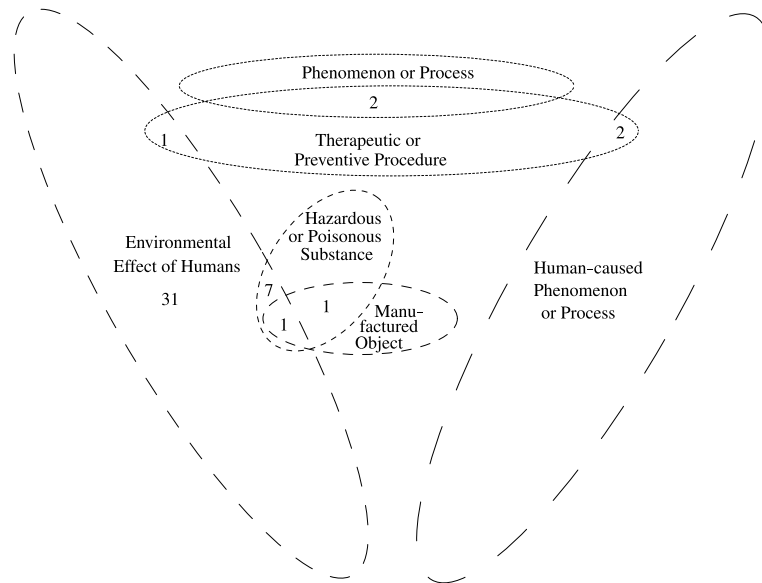 Phenomenon or Process
2
1
2
Therapeutic or
Preventive Procedure
Hazardous
or Poisonous
Substance
Environmental
Effect of Humans
31
7
1
1
Manu-
factured
Object
Human-caused
Phenomenon
or Process